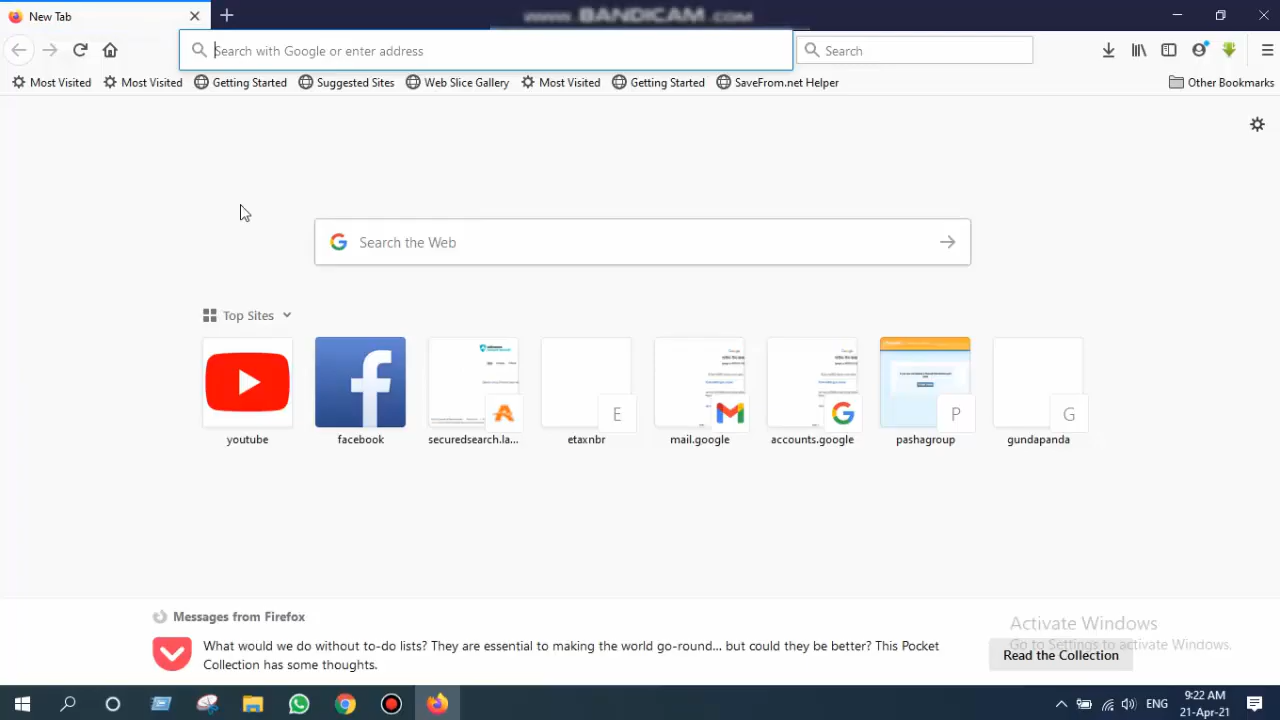 New Tab
www.BANDICAM.com
Search with Google or enter address
Search
Most Visited
Most Visited
Getting Started
Suggested Sites
Web Slice Gallery
Most Visited
Getting Started
SaveFrom.net Helper
Other Bookmarks
Search the Web
Top Sites
E
P
G
youtube
facebook
securedsearch.la...
etaxnbr
mail.google
accounts.google
pashagroup
gundapanda
Messages from Firefox
What would we do without to-do lists? They are essential to making the world go-round... but could they be better? This Pocket
Collection has some thoughts.
Activate Windows
Go to Settings to activate Windows.
Read the Collection
ENG
9:22 AM
21-Apr-21